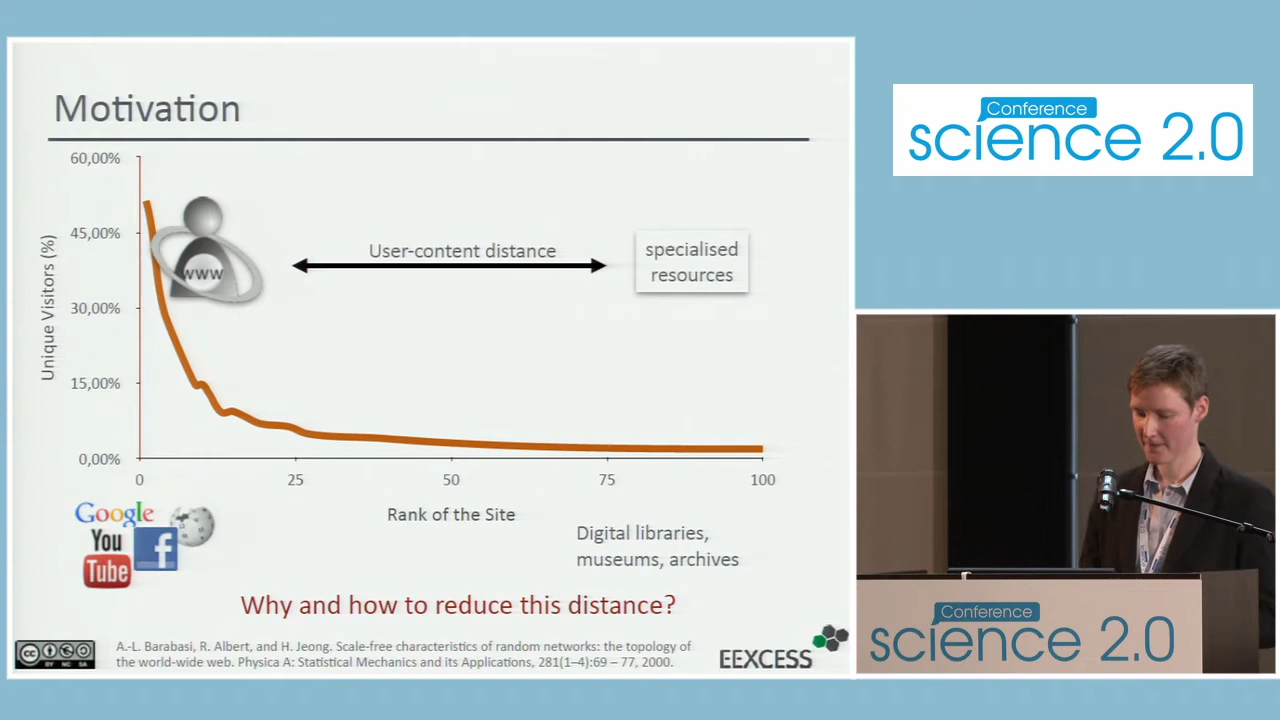 Motivation
60,00%
45,00%
30,00%
15,00%
0,00%
Unique Visitors (%)
www
User-content distance
specialised
resources
0
25
50
75
100
Rank of the Site
Google
You
Tube
f
Digital libraries,
museums, archives
Why and how to reduce this distance?
cc
BY NC SA
A.-L. Barabasi, R. Albert, and H. Jeong. Scale-free characteristics of random networks: the topology of
the world-wide web. Physica A: Statistical Mechanics and its Applications, 281(1–4):69 – 77, 2000.
EEXCESS
Conference
science 2.0
Conference
science 2.0